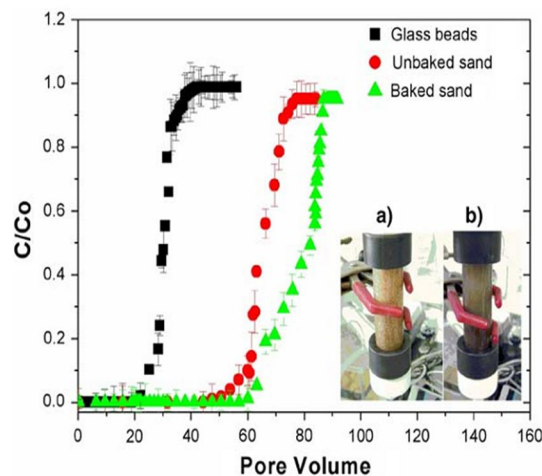 1.2
1.0
0.8
0.6
0.4
0.2
0.0
C/Co
Glass beads
Unbaked sand
Baked sand
a)
b)
0
20
40
60
80
100
120
140
160
Pore Volume